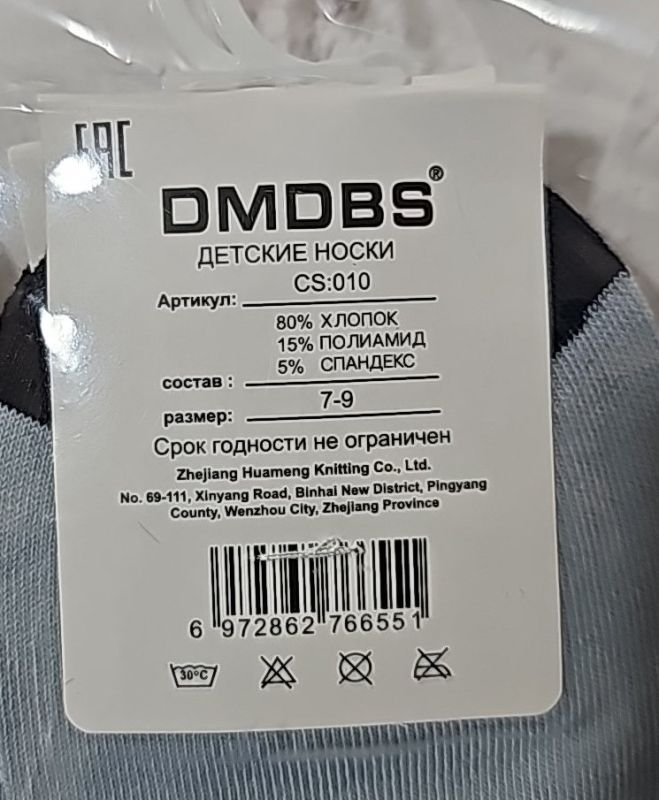 EAC
DMDBS®
ДЕТСКИЕ НОСКИ
Артикул: CS:010
80% ХЛОПОК
15% ПОЛИАМИД
состав : 5% СПАНДЕКС
размер: 7-9
Срок годности не ограничен
Zhejiang Huameng Knitting Co., Ltd.
No. 69-111, Xinyang Road, Binhai New District, Pingyang
County, Wenzhou City, Zhejiang Province
6 972862 766551
30°C